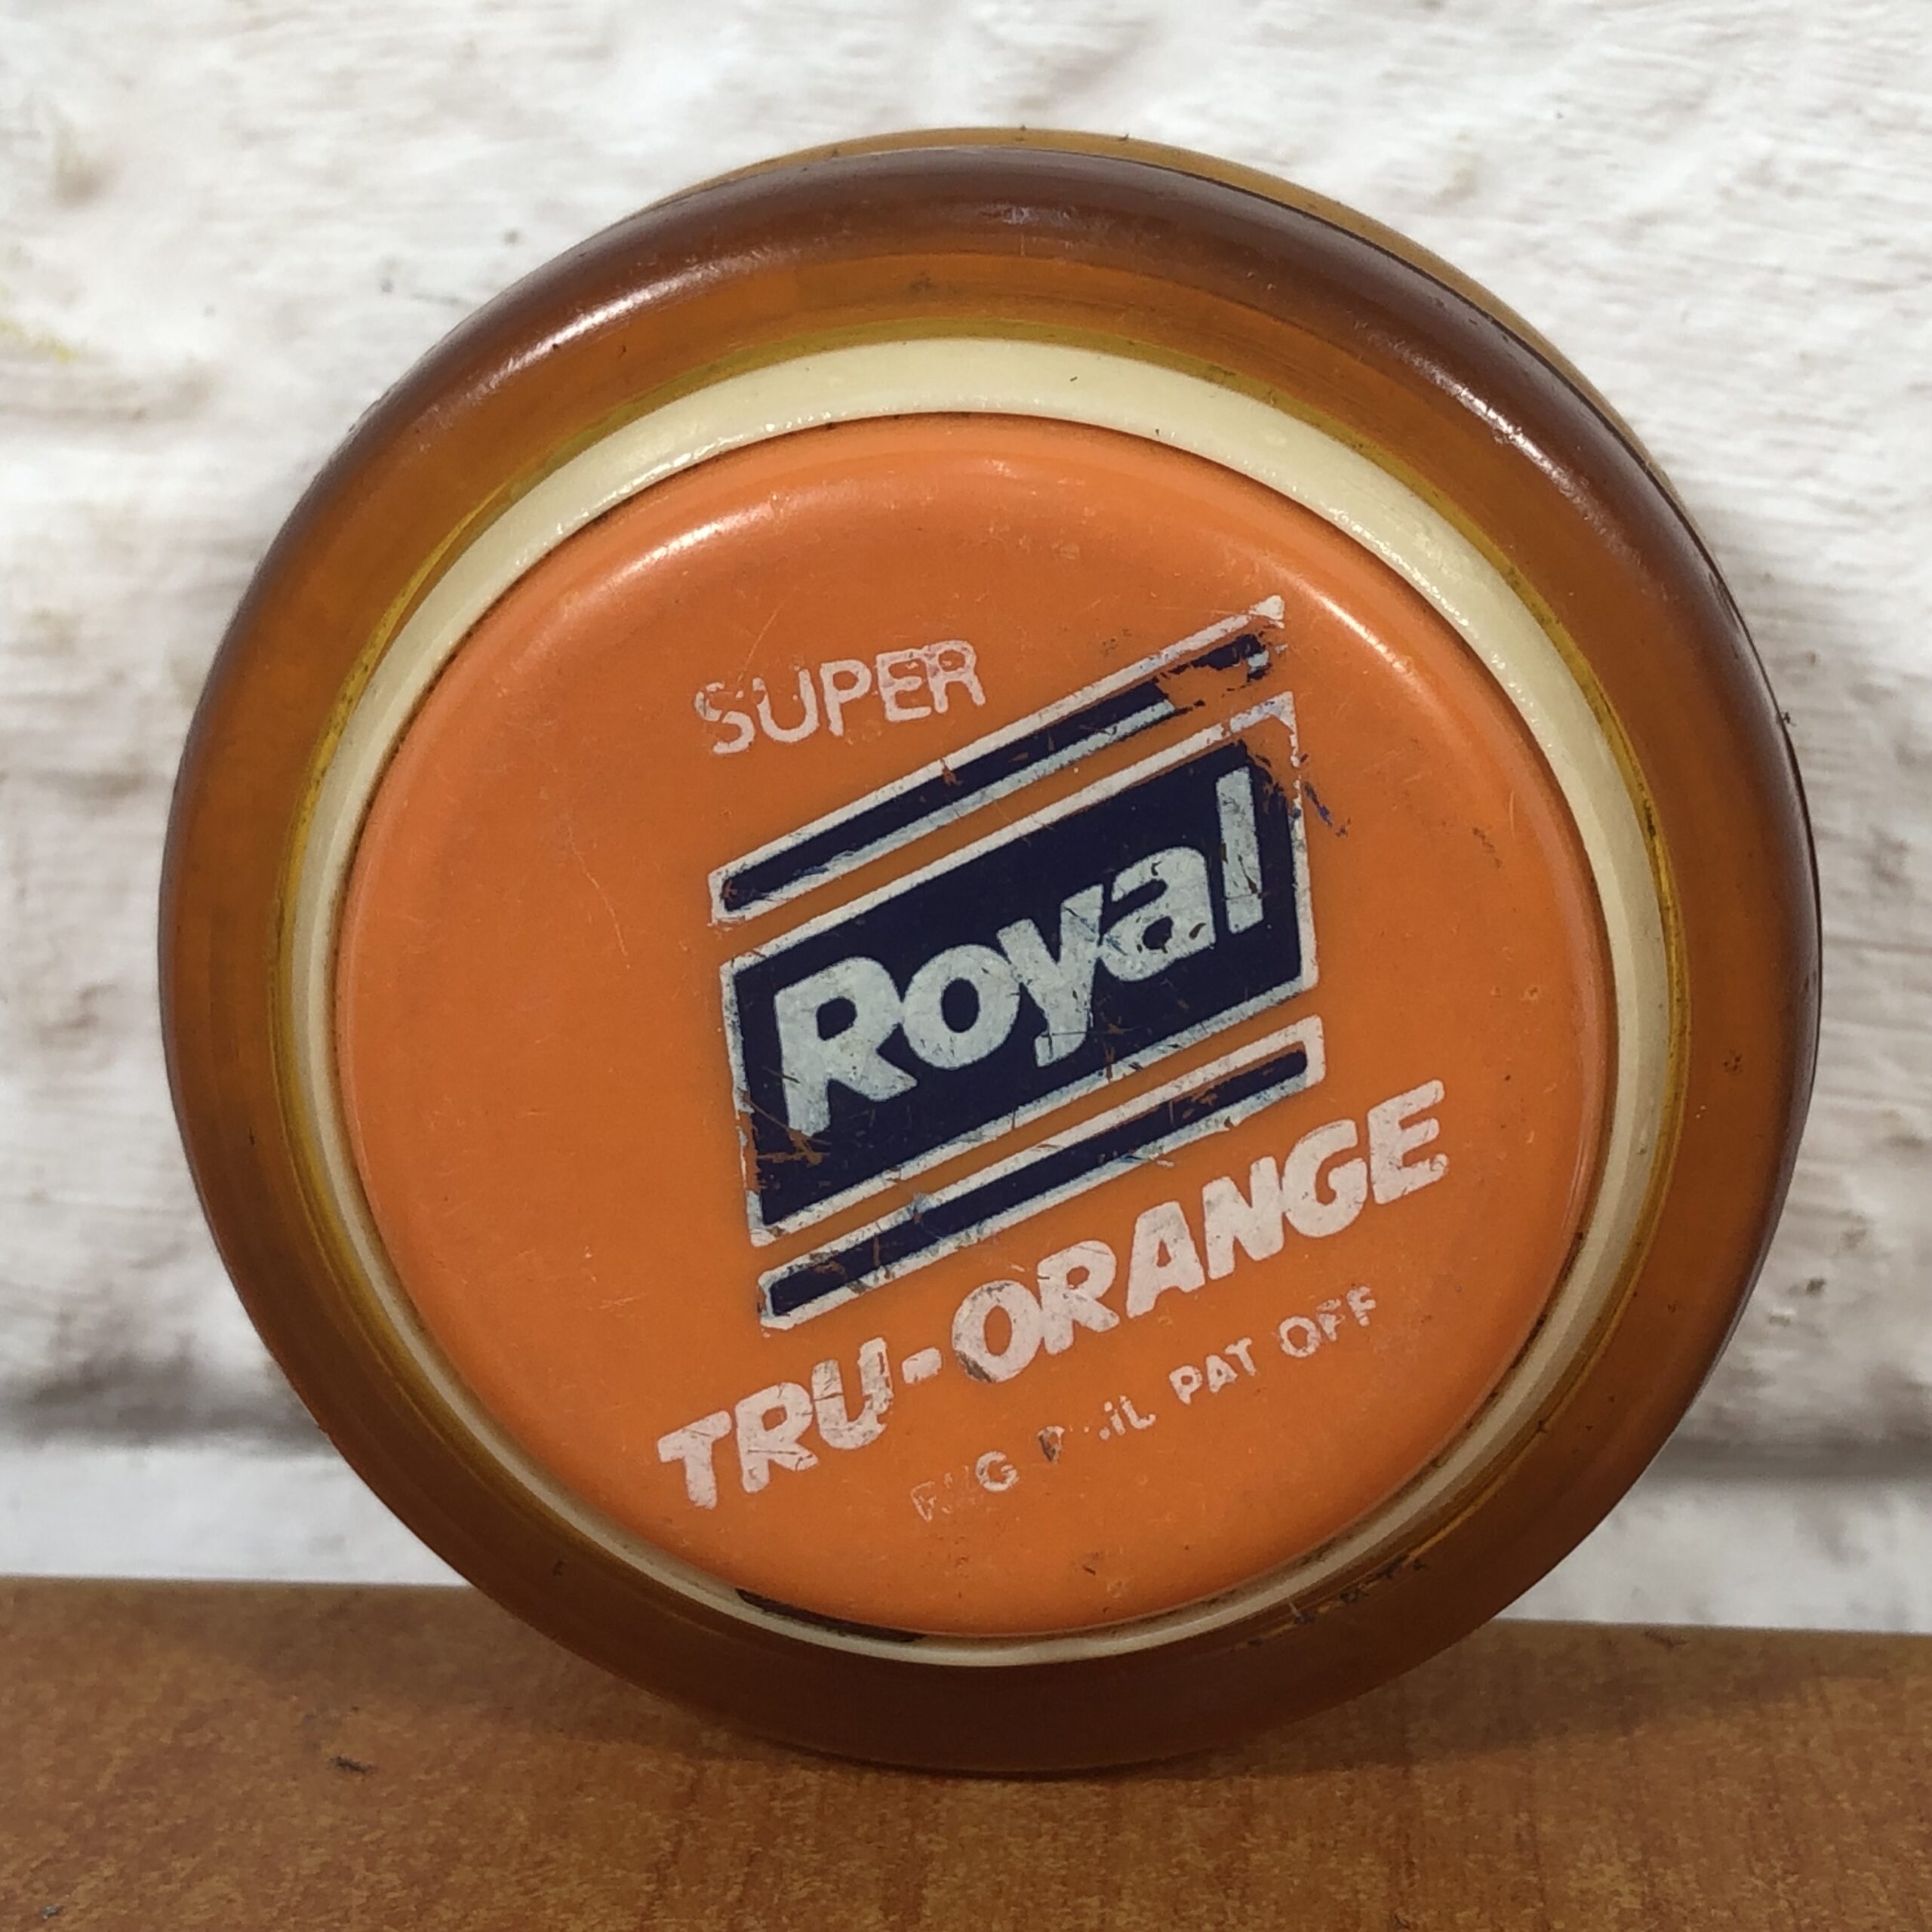 SUPER
Royal
TRU-ORANGE
PAT OFF